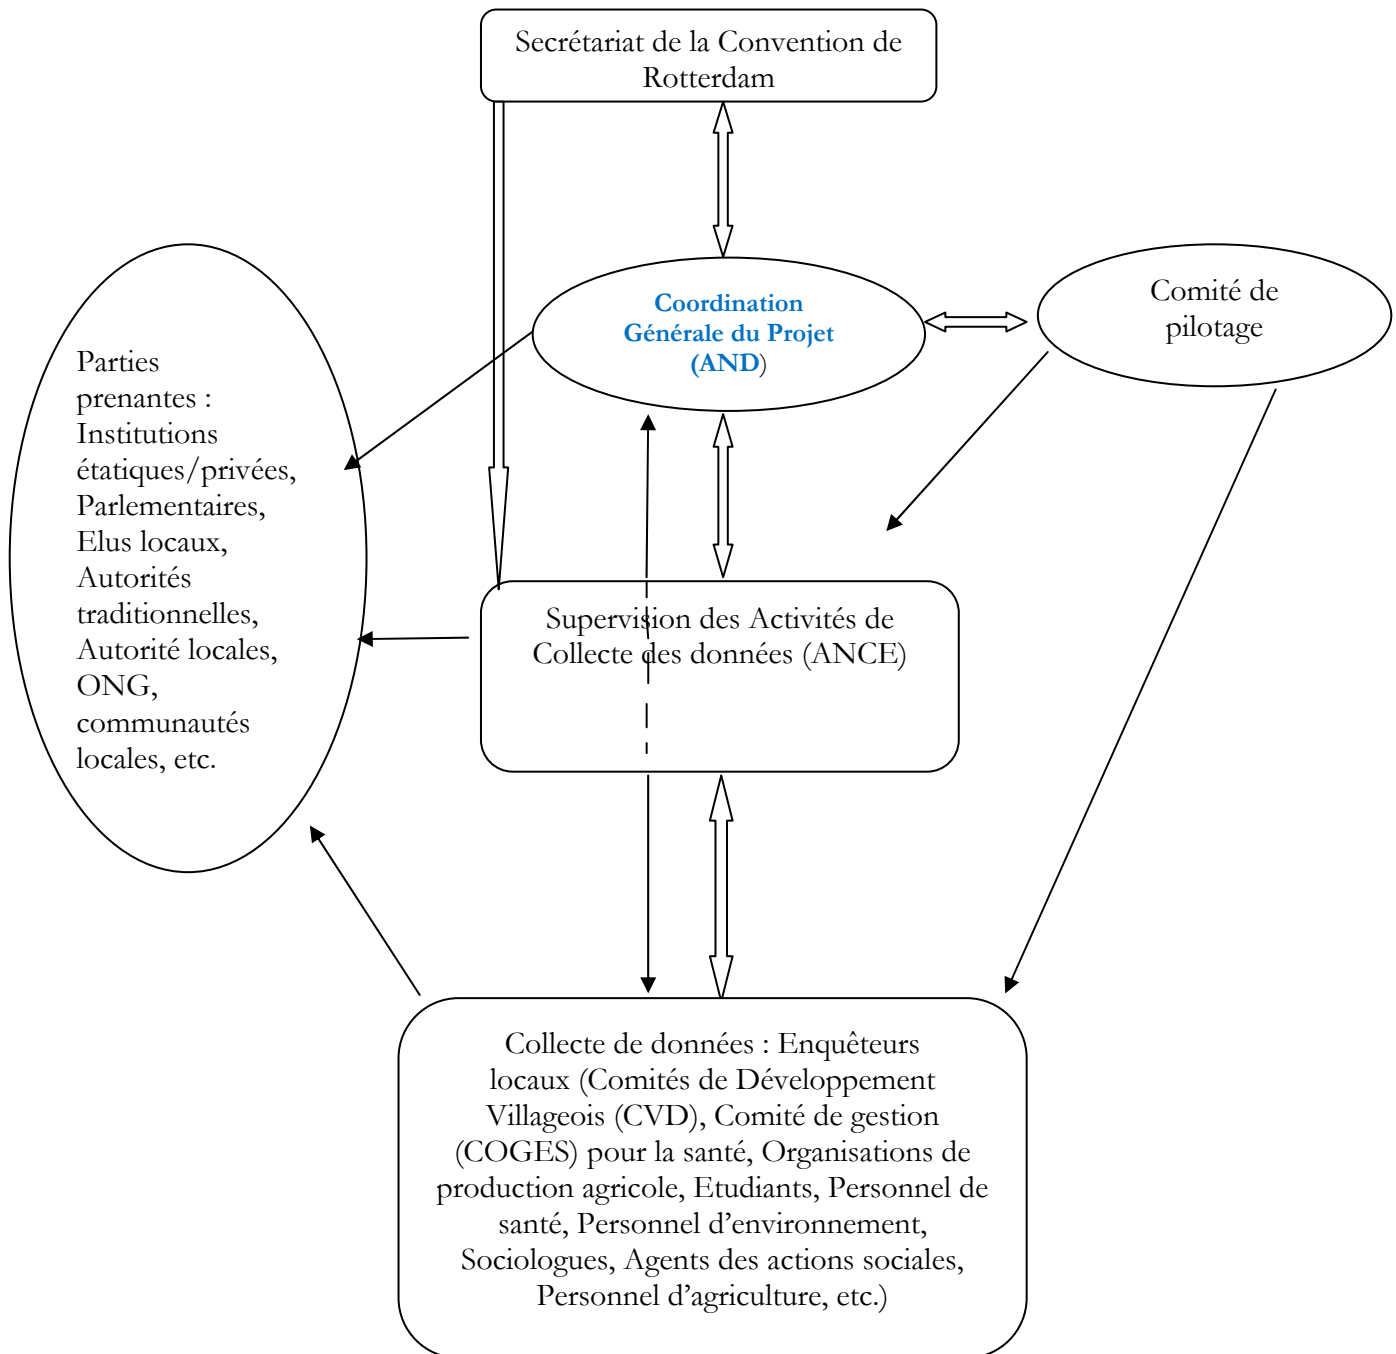 Secrétariat de la Convention de
Rotterdam
Coordination
Générale du Projet
(AND)
Comité de
pilotage
Parties
prenantes :
Institutions
étatiques/privées,
Parlementaires,
Elus locaux,
Autorités
traditionnelles,
Autorité locales,
ONG,
communautés
locales, etc.
Supervision des Activités de
Collecte des données (ANCE)
Collecte de données : Enquêteurs
locaux (Comités de Développement
Villageois (CVD), Comité de gestion
(COGES) pour la santé, Organisations de
production agricole, Etudiants, Personnel de
santé, Personnel d’environnement,
Sociologues, Agents des actions sociales,
Personnel d’agriculture, etc.)